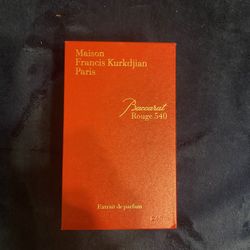 Maison
Francis Kurkdjian
Paris
Baccarat
Rouge 540
Extrait de parfum